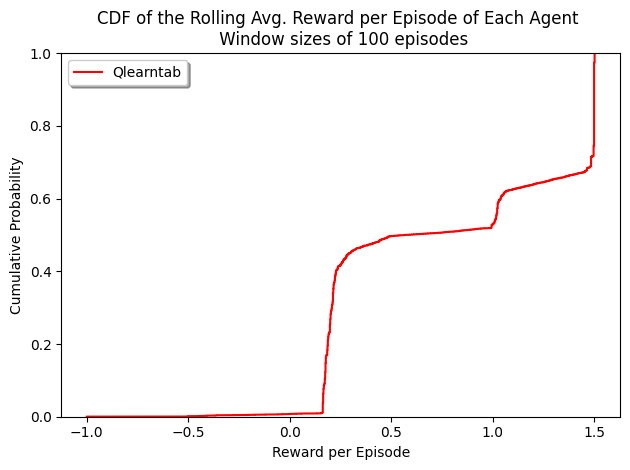 CDF of the Rolling Avg. Reward per Episode of Each Agent
Window sizes of 100 episodes
Qlearntab
Cumulative Probability
1.0
0.8
0.6
0.4
0.2
0.0
−1.0 −0.5 0.0 0.5 1.0 1.5
Reward per Episode